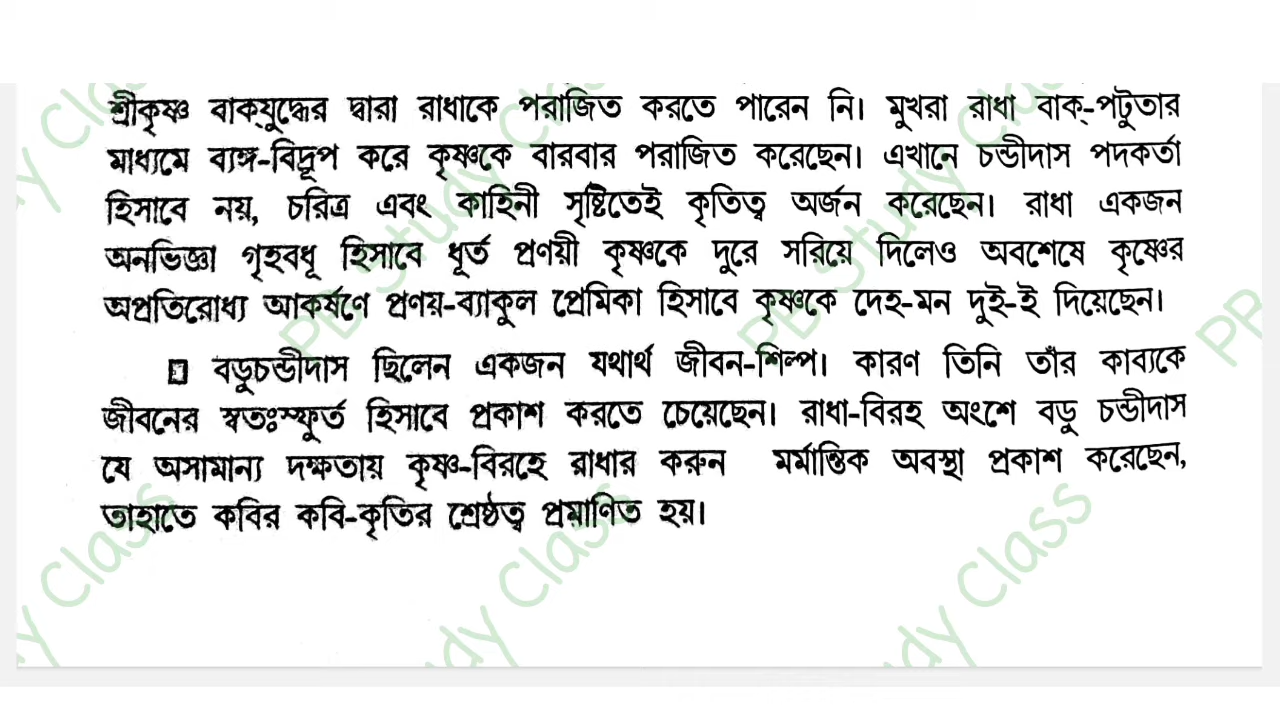 শ্রীকৃষ্ণ বাক্‌যুদ্ধের দ্বারা রাধাকে পরাজিত করতে পারেন নি। মুখরা রাধা বাক্-পটুতার
মাধ্যমে ব্যঙ্গ-বিদ্রূপ করে কৃষ্ণকে বারবার পরাজিত করেছেন। এখানে চন্ডীদাস পদকর্তা
হিসাবে নয়, চরিত্র এবং কাহিনী সৃষ্টিতেই কৃতিত্ব অর্জন করেছেন। রাধা একজন
অনভিজ্ঞা গৃহবধূ হিসাবে ধূর্ত প্রণয়ী কৃষ্ণকে দুরে সরিয়ে দিলেও অবশেষে কৃষ্ণের
অপ্রতিরোধ্য আকর্ষণে প্রণয়-ব্যাকুল প্রেমিকা হিসাবে কৃষ্ণকে দেহ-মন দুই-ই দিয়েছেন।
বড়ুচন্ডীদাস ছিলেন একজন যথার্থ জীবন-শিল্প। কারণ তিনি তাঁর কাব্যকে
জীবনের স্বতঃস্ফুর্ত হিসাবে প্রকাশ করতে চেয়েছেন। রাধা-বিরহ অংশে বড়ু চন্ডীদাস
যে অসামান্য দক্ষতায় কৃষ্ণ-বিরহে রাধার করুন মর্মান্তিক অবস্থা প্রকাশ করেছেন,
তাহাতে কবির কবি-কৃতির শ্রেষ্ঠত্ব প্রমাণিত হয়।
PB Study Class